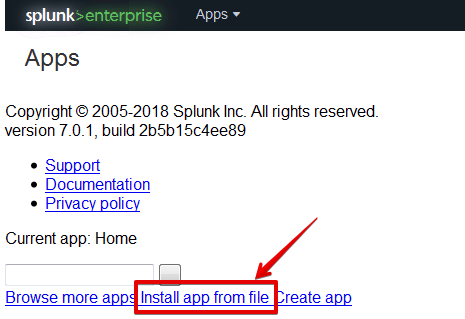 splunk>enterprise Apps
Apps
Copyright © 2005-2018 Splunk Inc. All rights reserved.
version 7.0.1, build 2b5b15c4ee89
Support
Documentation
Privacy policy
Current app: Home
Browse more apps Install app from file Create app